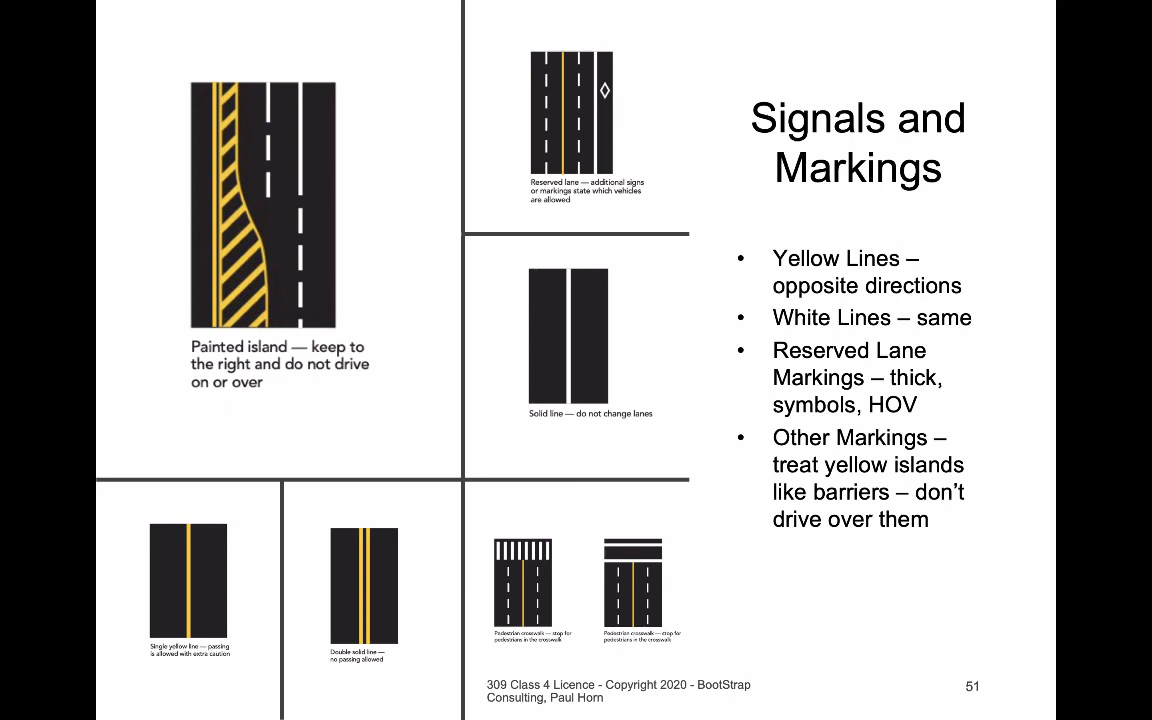 Painted island — keep to
the right and do not drive
on or over
Reserved lane — additional signs
or markings state which vehicles
are allowed
Solid line — do not change lanes
Single yellow line — passing
is allowed with extra caution
Double solid line —
no passing allowed
Pedestrian crosswalk — stop for
pedestrians in the crosswalk
Pedestrian crosswalk — stop for
pedestrians in the crosswalk
Signals and
Markings
• Yellow Lines –
opposite directions
• White Lines – same
• Reserved Lane
Markings – thick,
symbols, HOV
• Other Markings –
treat yellow islands
like barriers – don’t
drive over them
309 Class 4 Licence - Copyright 2020 - BootStrap
Consulting, Paul Horn
51